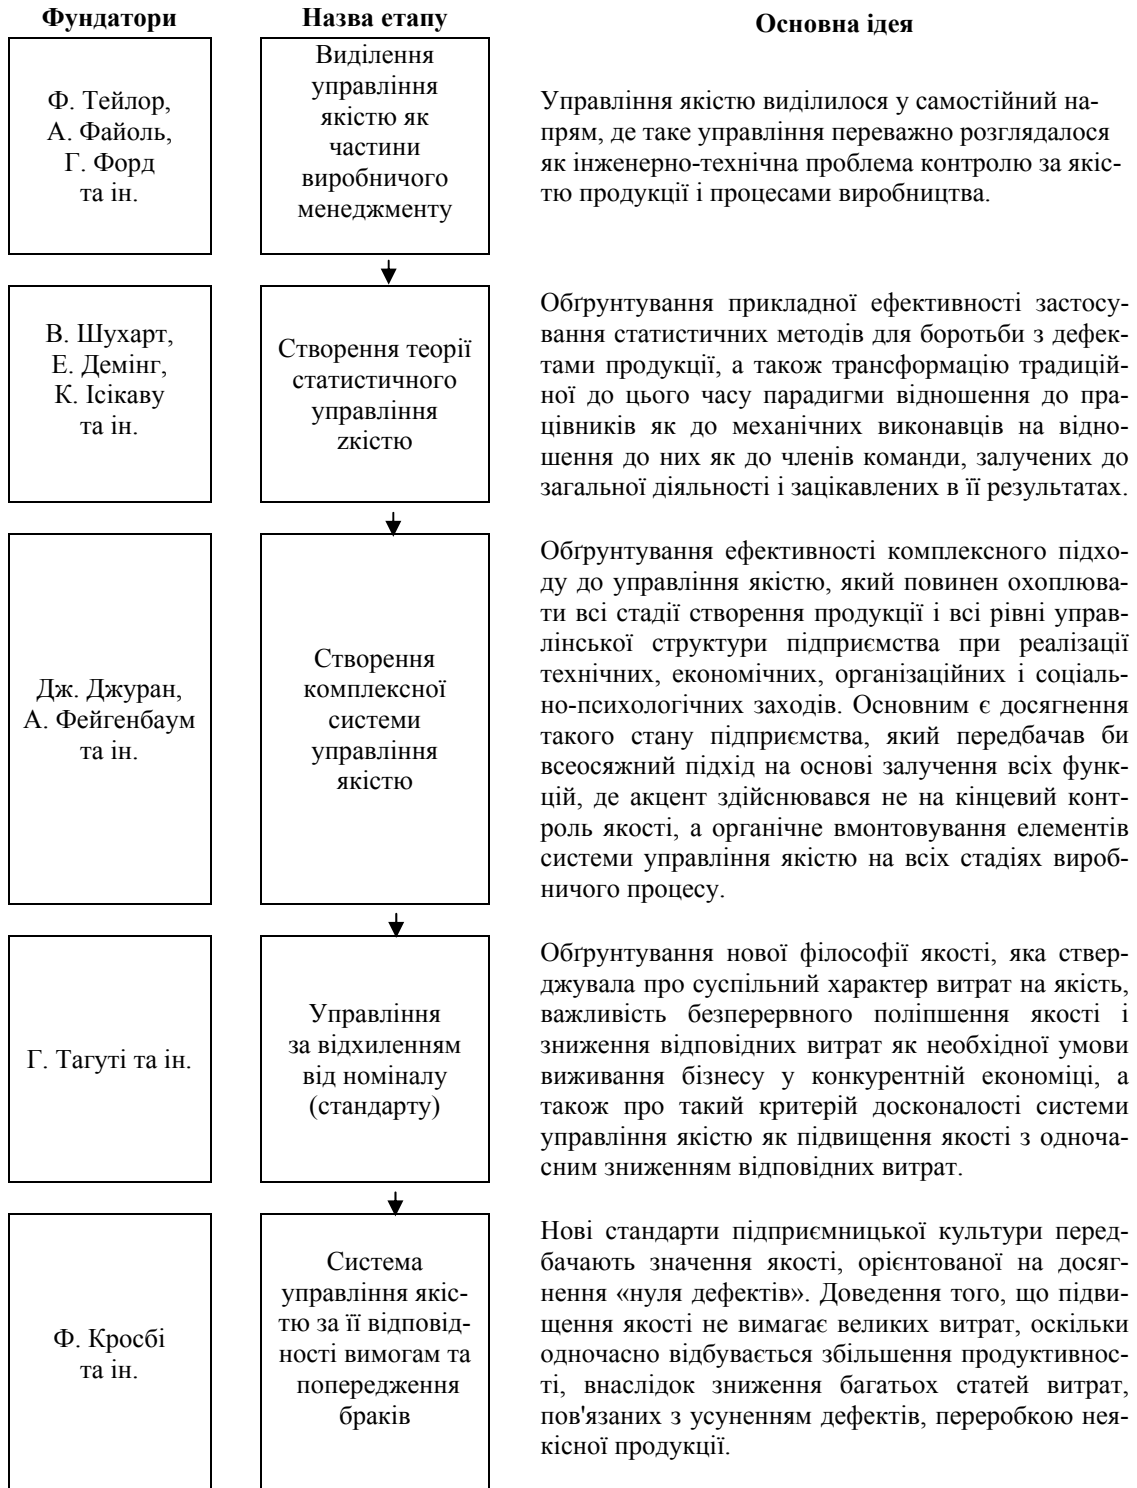 Фундатори
Назва етапу
Основна ідея
Ф. Тейлор,
А. Файоль,
Г. Форд
та ін.
Виділення
управління
якістю як
частини
виробничого
менеджменту
Управління якістю виділилося у самостійний на-
прям, де таке управління переважно розглядалося
як інженерно-технічна проблема контролю за якіс-
тю продукції і процесами виробництва.
В. Шухарт,
Е. Демінг,
К. Ісікаву
та ін.
Створення теорії
статистичного
управління
zкістю
Обґрунтування прикладної ефективності застосу-
вання статистичних методів для боротьби з дефек-
тами продукції, а також трансформацію традицій-
ної до цього часу парадигми відношення до пра-
цівників як до механічних виконавців на відно-
шення до них як до членів команди, залучених до
загальної діяльності і зацікавлених в її результатах.
Дж. Джуран,
А. Фейгенбаум
та ін.
Створення
комплексної
системи
управління
якістю
Обґрунтування ефективності комплексного підхо-
ду до управління якістю, який повинен охоплюва-
ти всі стадії створення продукції і всі рівні управ-
лінської структури підприємства при реалізації
технічних, економічних, організаційних і соціаль-
но-психологічних заходів. Основним є досягнення
такого стану підприємства, який передбачав би
всеосяжний підхід на основі залучення всіх функ-
цій, де акцент здійснювався не на кінцевий конт-
роль якості, а органічне вмонтовування елементів
системи управління якістю на всіх стадіях вироб-
ничого процесу.
Г. Тагуті та ін.
Управління
за відхиленням
від номіналу
(стандарту)
Обґрунтування нової філософії якості, яка ствер-
джувала про суспільний характер витрат на якість,
важливість безперервного поліпшення якості і
зниження відповідних витрат як необхідної умови
виживання бізнесу у конкурентній економіці, а
також про такий критерій досконалості системи
управління якістю як підвищення якості з одноча-
сним зниженням відповідних витрат.
Ф. Кросбі
та ін.
Система
управління якіс-
тю за її відповід-
ності вимогам та
попередження
браків
Нові стандарти підприємницької культури перед-
бачають значення якості, орієнтованої на досяг-
нення «нуля дефектів». Доведення того, що підви-
щення якості не вимагає великих витрат, оскільки
одночасно відбувається збільшення продуктивнос-
ті, внаслідок зниження багатьох статей витрат,
пов'язаних з усуненням дефектів, переробкою нея-
кісної продукції.